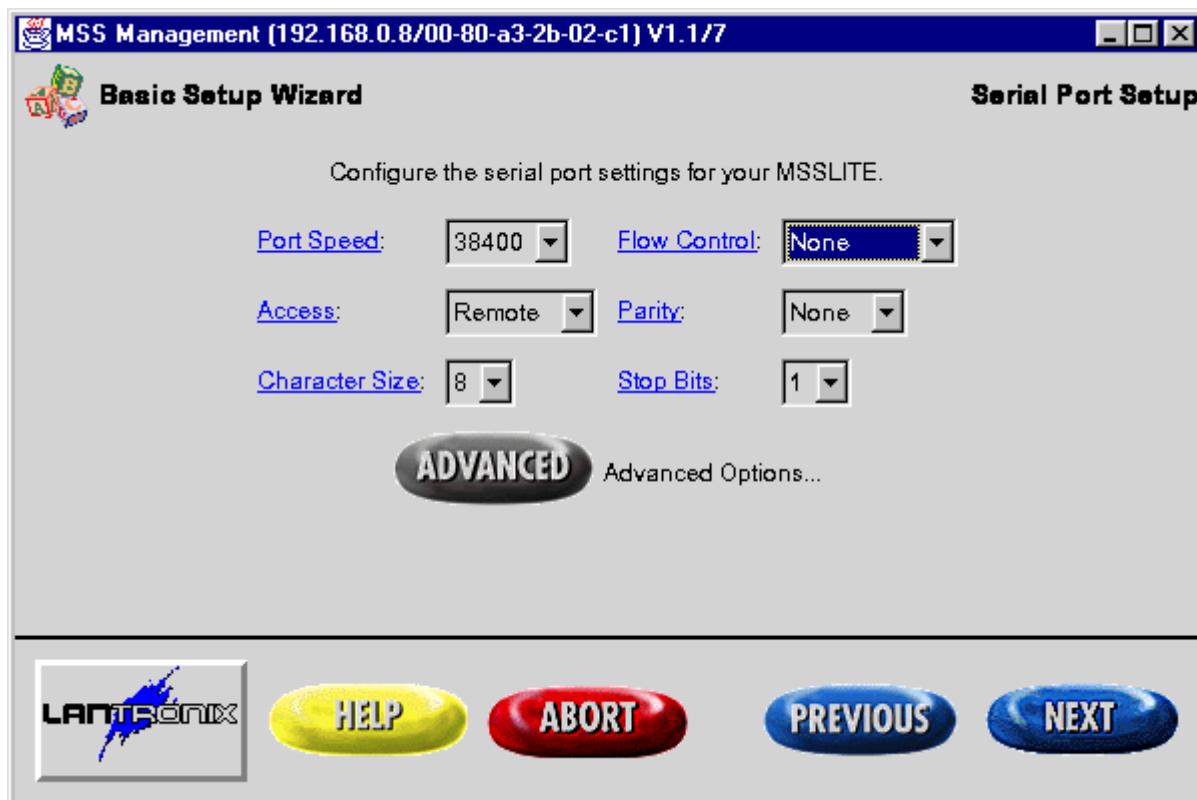 MSS Management (192.168.0.8/00-80-a3-2b-02-c1) V1.1/7
Basic Setup Wizard
Serial Port Setup
Configure the serial port settings for your MSSLITE.
Port Speed: 38400 Flow Control: None
Access: Remote Parity: None
Character Size: 8 Stop Bits: 1
ADVANCED Advanced Options...
LANTRONIX HELP ABORT PREVIOUS NEXT